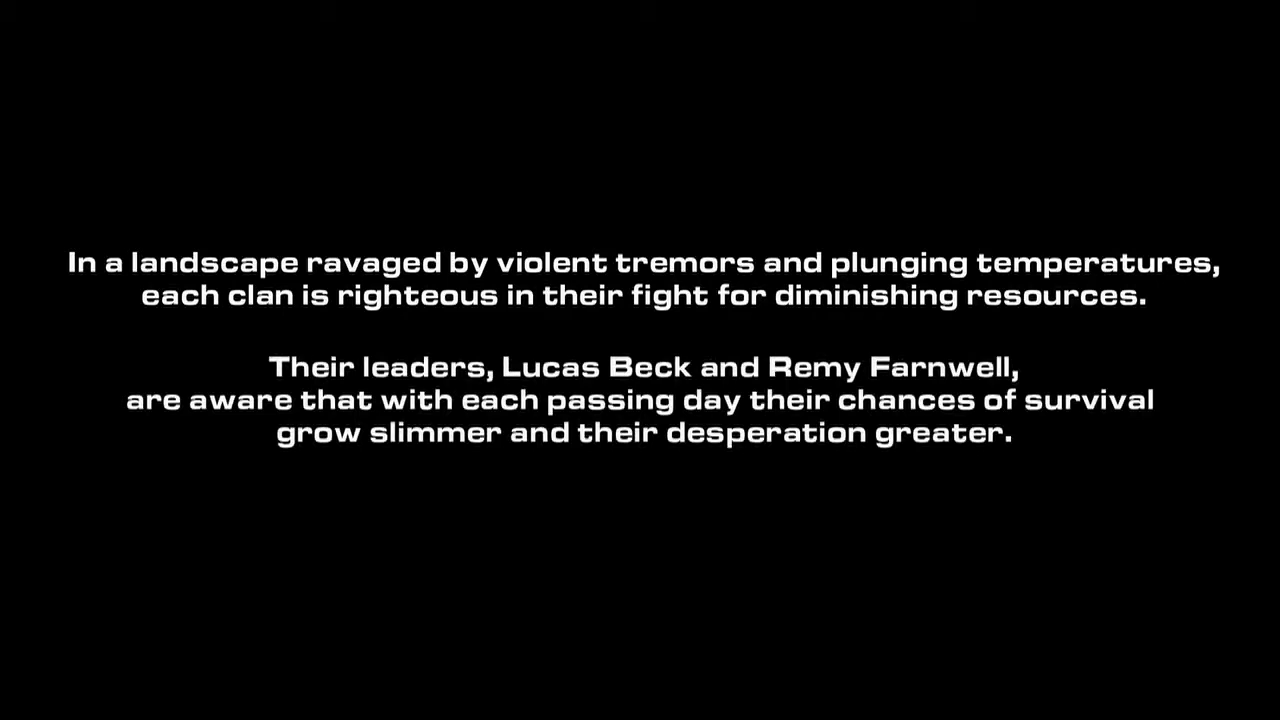 In a landscape ravaged by violent tremors and plunging temperatures,
each clan is righteous in their fight for diminishing resources.
Their leaders, Lucas Beck and Remy Farnwell,
are aware that with each passing day their chances of survival
grow slimmer and their desperation greater.